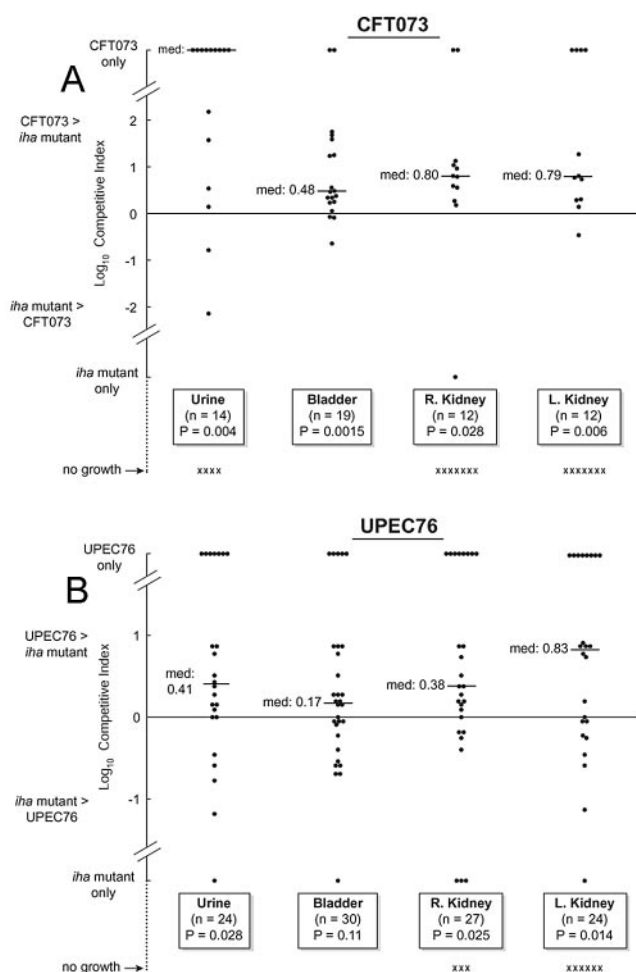 CFT073
A
CFT073
only
med:
CFT073 >
iha mutant
2
1
0
-1
-2
Log10 Competitive Index
med: 0.48
med: 0.80
med: 0.79
iha mutant >
CFT073
iha mutant
only
Urine
(n = 14)
P = 0.004
Bladder
(n = 19)
P = 0.0015
R. Kidney
(n = 12)
P = 0.028
L. Kidney
(n = 12)
P = 0.006
no growth
xxxx
xxxxxxx
xxxxxxx
UPEC76
B
UPEC76
only
UPEC76 >
iha mutant
1
0
-1
Log10 Competitive Index
med:
0.41
med: 0.17
med: 0.38
med: 0.83
iha mutant >
UPEC76
iha mutant
only
Urine
(n = 24)
P = 0.028
Bladder
(n = 30)
P = 0.11
R. Kidney
(n = 27)
P = 0.025
L. Kidney
(n = 24)
P = 0.014
no growth
xxx
xxxxxx